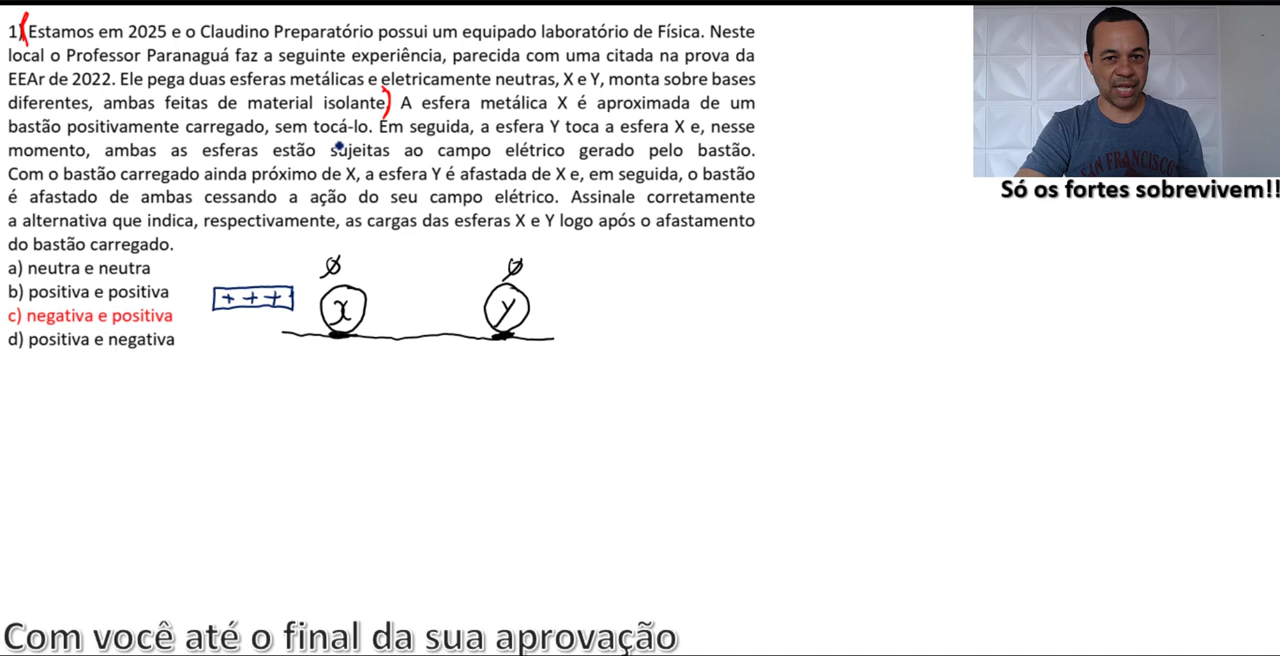 1) Estamos em 2025 e o Claudino Preparatório possui um equipado laboratório de Física. Neste
local o Professor Paranaguá faz a seguinte experiência, parecida com uma citada na prova da
EEAr de 2022. Ele pega duas esferas metálicas e eletricamente neutras, X e Y, monta sobre bases
diferentes, ambas feitas de material isolante. A esfera metálica X é aproximada de um
bastão positivamente carregado, sem tocá-lo. Em seguida, a esfera Y toca a esfera X e, nesse
momento, ambas as esferas estão sujeitas ao campo elétrico gerado pelo bastão.
Com o bastão carregado ainda próximo de X, a esfera Y é afastada de X e, em seguida, o bastão
é afastado de ambas cessando a ação do seu campo elétrico. Assinale corretamente
a alternativa que indica, respectivamente, as cargas das esferas X e Y logo após o afastamento
do bastão carregado.
a) neutra e neutra
b) positiva e positiva
c) negativa e positiva
d) positiva e negativa
Ø Ø
+ + + X Y
SAN FRANCISCO
Só os fortes sobrevivem!!
Com você até o final da sua aprovação